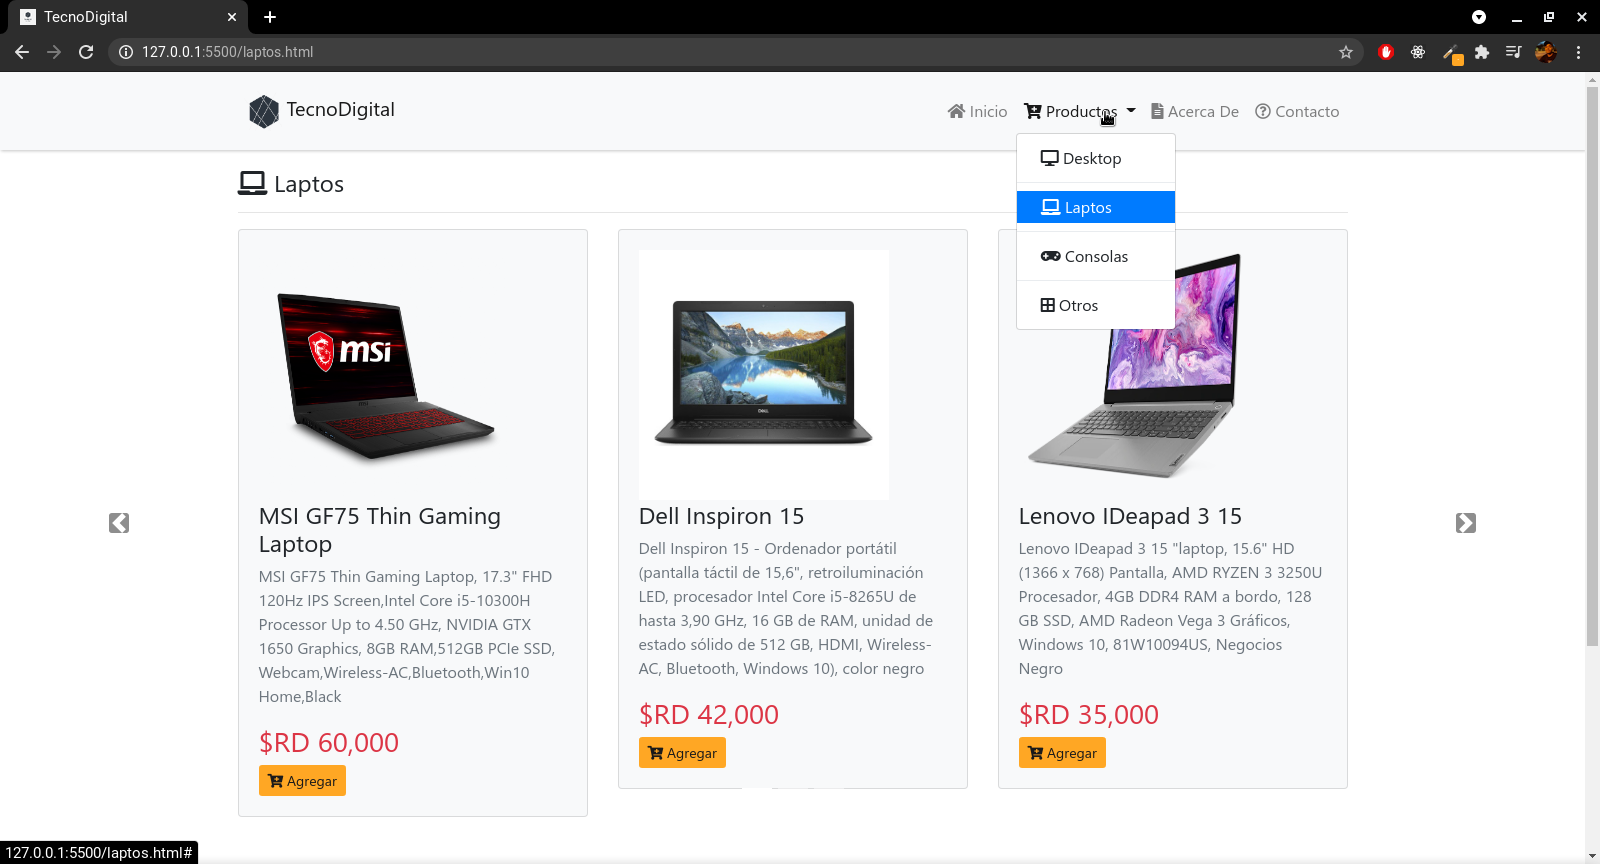 TecnoDigital
127.0.0.1:5500/laptos.html
TecnoDigital
Inicio
Productos
Acerca De
Contacto
Desktop
Laptos
Consolas
Otros
Laptos
msi
MSI GF75 Thin Gaming
Laptop
MSI GF75 Thin Gaming Laptop, 17.3" FHD
120Hz IPS Screen,Intel Core i5-10300H
Processor Up to 4.50 GHz, NVIDIA GTX
1650 Graphics, 8GB RAM,512GB PCIe SSD,
Webcam,Wireless-AC,Bluetooth,Win10
Home,Black
$RD 60,000
Agregar
DELL
Dell Inspiron 15
Dell Inspiron 15 - Ordenador portátil
(pantalla táctil de 15,6", retroiluminación
LED, procesador Intel Core i5-8265U de
hasta 3,90 GHz, 16 GB de RAM, unidad de
estado sólido de 512 GB, HDMI, Wireless-
AC, Bluetooth, Windows 10), color negro
$RD 42,000
Agregar
Lenovo IDeapad 3 15
Lenovo IDeapad 3 15 "laptop, 15.6" HD
(1366 x 768) Pantalla, AMD RYZEN 3 3250U
Procesador, 4GB DDR4 RAM a bordo, 128
GB SSD, AMD Radeon Vega 3 Gráficos,
Windows 10, 81W10094US, Negocios
Negro
$RD 35,000
Agregar
127.0.0.1:5500/laptos.html#